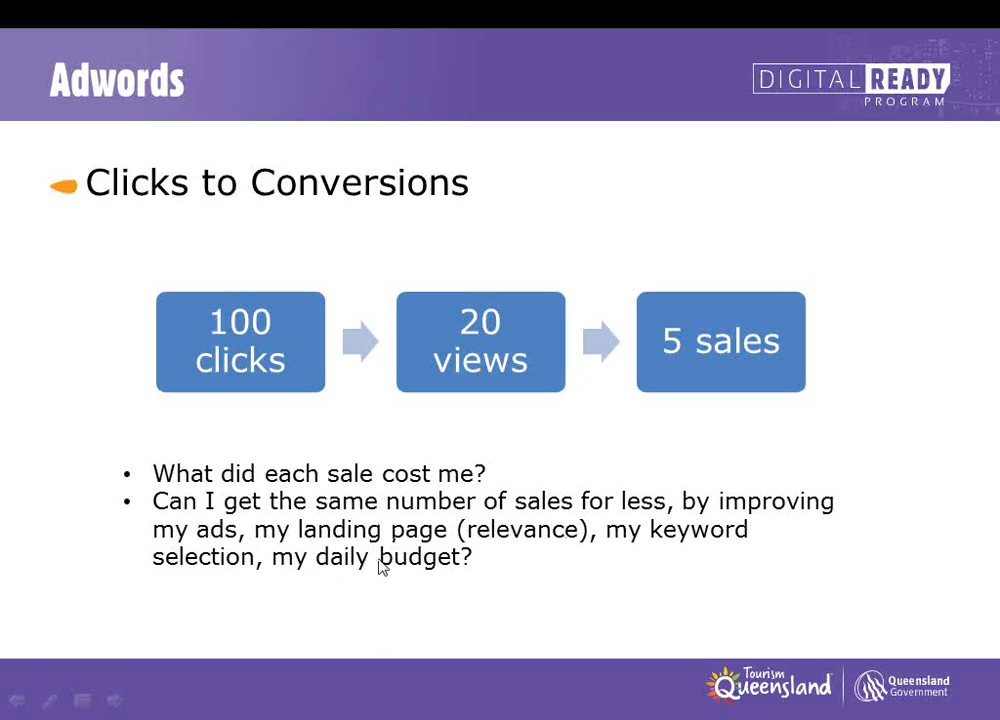 Adwords
DIGITAL READY
PROGRAM
Clicks to Conversions
100
clicks
20
views
5 sales
• What did each sale cost me?
• Can I get the same number of sales for less, by improving
my ads, my landing page (relevance), my keyword
selection, my daily budget?
Tourism
Queensland
Queensland
Government